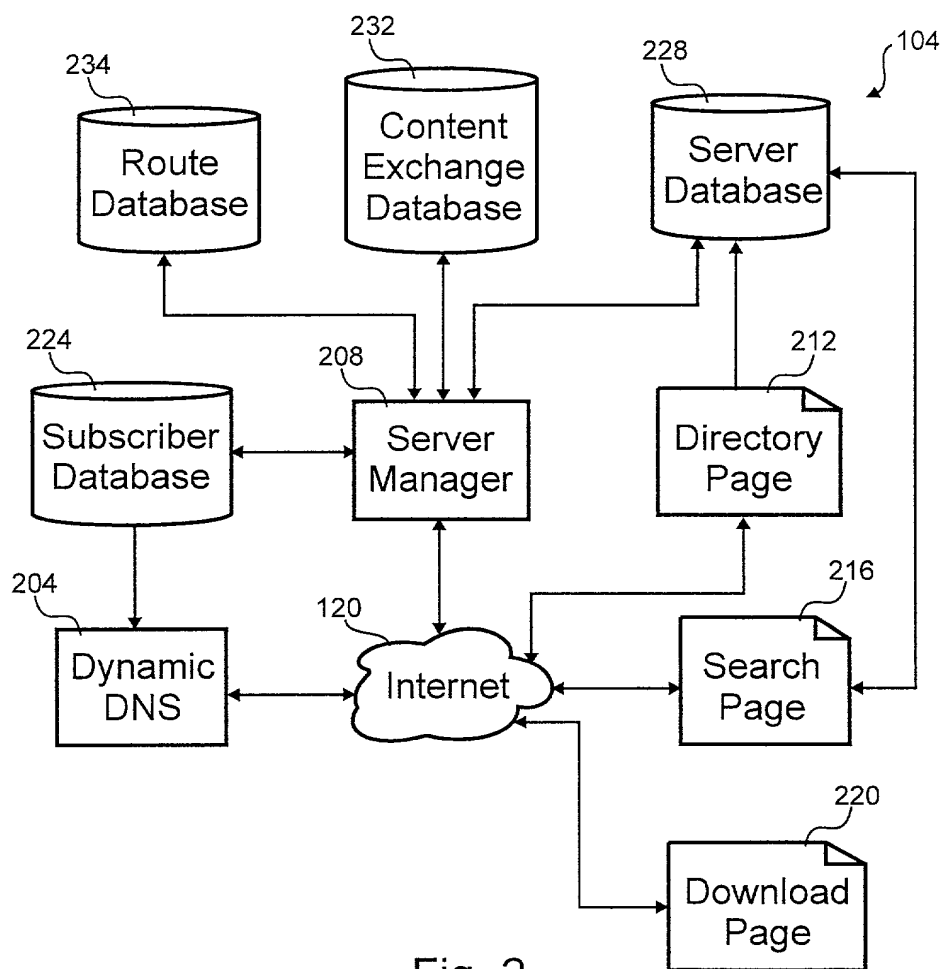 232
104
234
228
Content
Exchange
Database
Server
Database
Route
Database
224
208
212
Subscriber
Database
Server
Manager
Directory
Page
204
120
216
Dynamic
DNS
Internet
Search
Page
220
Download
Page